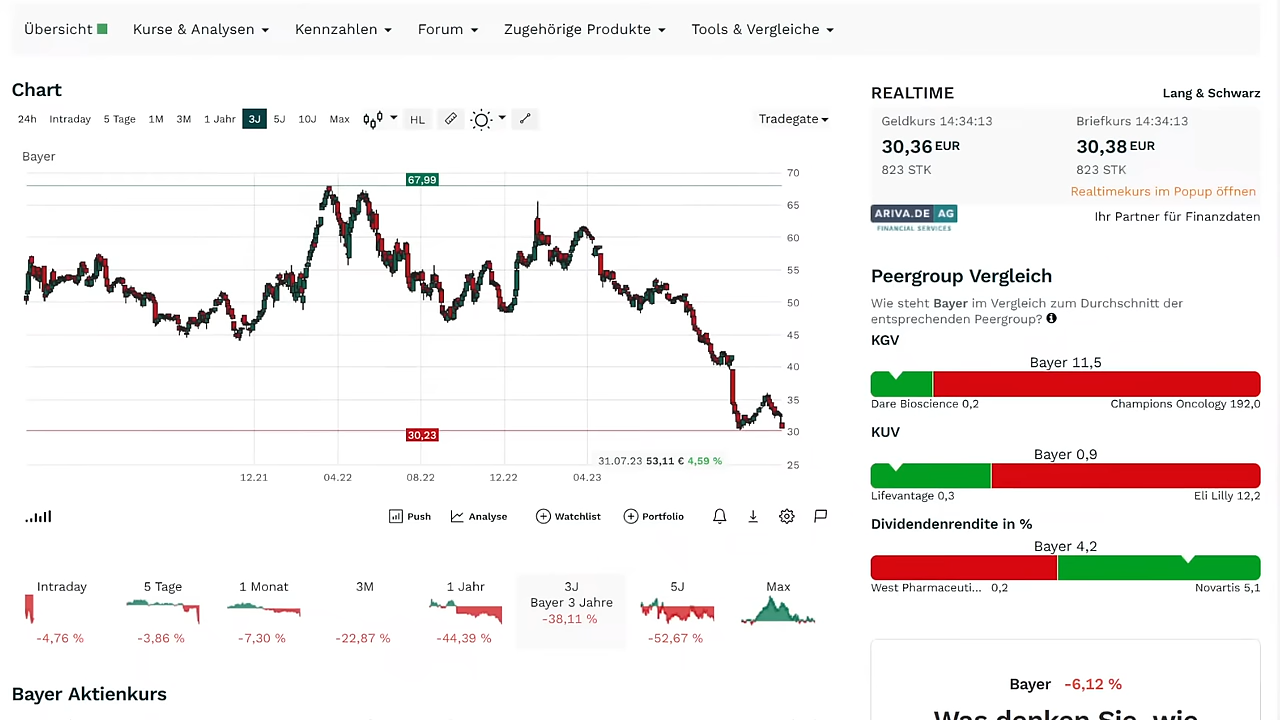 Übersicht
Kurse & Analysen
Kennzahlen
Forum
Zugehörige Produkte
Tools & Vergleiche
Chart
24h Intraday 5 Tage 1M 3M 1 Jahr 3J 5J 10J Max HL Tradegate
Bayer
67,99
70
65
60
55
50
45
40
35
30
25
30,23
31.07.23 53,11 € 4,59 %
12.21 04.22 08.22 12.22 04.23
Push Analyse Watchlist Portfolio
Intraday 5 Tage 1 Monat 3M 1 Jahr 3J 5J Max
Bayer 3 Jahre
-4,76 % -3,86 % -7,30 % -22,87 % -44,39 % -38,11 % -52,67 %
Bayer Aktienkurs
REALTIME Lang & Schwarz
Geldkurs 14:34:13 Briefkurs 14:34:13
30,36 EUR 30,38 EUR
823 STK 823 STK
Realtimekurs im Popup öffnen
ARIVA.DE AG
FINANCIAL SERVICES
Ihr Partner für Finanzdaten
Peergroup Vergleich
Wie steht Bayer im Vergleich zum Durchschnitt der
entsprechenden Peergroup?
KGV
Bayer 11,5
Dare Bioscience 0,2 Champions Oncology 192,0
KUV
Bayer 0,9
Lifevantage 0,3 Eli Lilly 12,2
Dividendenrendite in %
Bayer 4,2
West Pharmaceuti... 0,2 Novartis 5,1
Bayer -6,12 %
Was denken Sie, wie